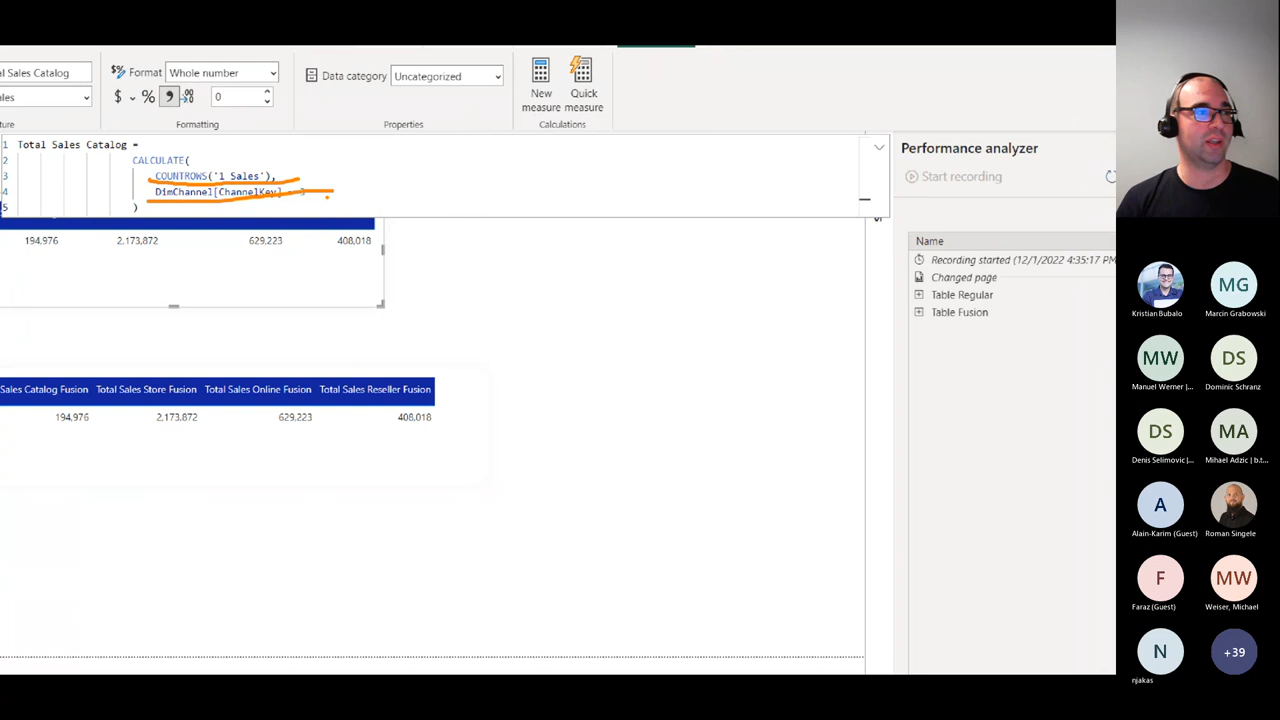 al Sales Catalog
Format
Whole number
Data category
Uncategorized
New measure
Quick measure
ture
ales
$
%
0
Formatting
Properties
Calculations
1 Total Sales Catalog =
2 CALCULATE(
3 COUNTROWS('1 Sales'),
4 DimChannel[ChannelKey] =
5 )
194,976 2,173,872 629,223 408,018
Sales Catalog Fusion Total Sales Store Fusion Total Sales Online Fusion Total Sales Reseller Fusion
194,976 2,173,872 629,223 408,018
Performance analyzer
Start recording
Name
Recording started (12/1/2022 4:35:17 PM
Changed page
Table Regular
Table Fusion
Kristian Bubalo
MG
Marcin Grabowski
MW
Manuel Werner |...
DS
Dominic Schranz
DS
Denis Selimovic |...
MA
Mihael Adzic | b.t...
A
Alain-Karim (Guest)
Roman Singele
F
Faraz (Guest)
MW
Weiser, Michael
N
njakas
+39